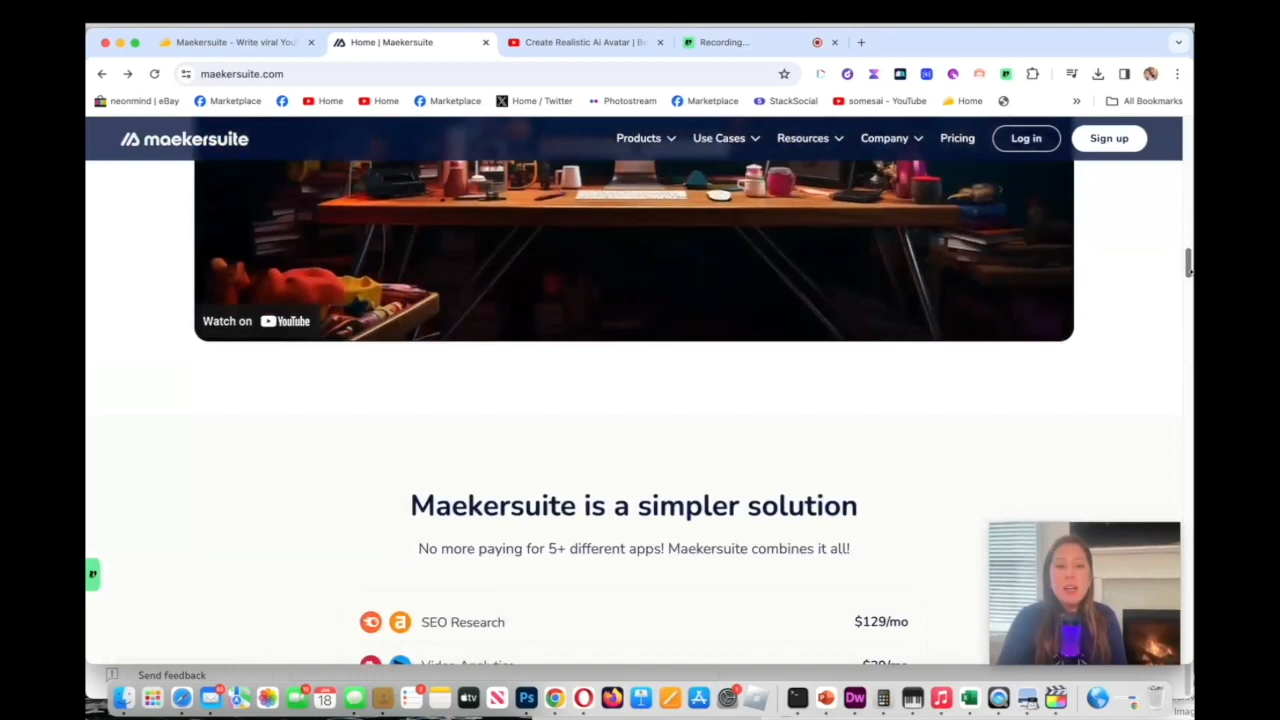 Maekersuite - Write viral You
Home | Maekersuite
Create Realistic Ai Avatar | Be
Recording...
maekersuite.com
neonmind | eBay
Marketplace
Home
Home
Marketplace
Home / Twitter
Photostream
Marketplace
StackSocial
somesai - YouTube
Home
All Bookmarks
maekersuite
Products
Use Cases
Resources
Company
Pricing
Log in
Sign up
Watch on YouTube
Maekersuite is a simpler solution
No more paying for 5+ different apps! Maekersuite combines it all!
SEO Research
$129/mo
Send feedback